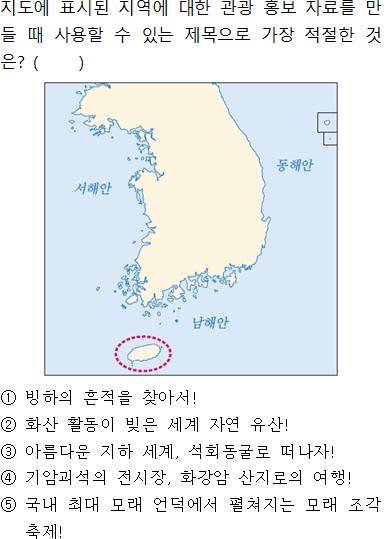 지도에 표시된 지역에 대한 관광 홍보 자료를 만
들 때 사용할 수 있는 제목으로 가장 적절한 것
은? (     )
동해안
서해안
남해안
① 빙하의 흔적을 찾아서!
② 화산 활동이 빚은 세계 자연 유산!
③ 아름다운 지하 세계, 석회동굴로 떠나자!
④ 기암괴석의 전시장, 화강암 산지로의 여행!
⑤ 국내 최대 모래 언덕에서 펼쳐지는 모래 조각
축제!